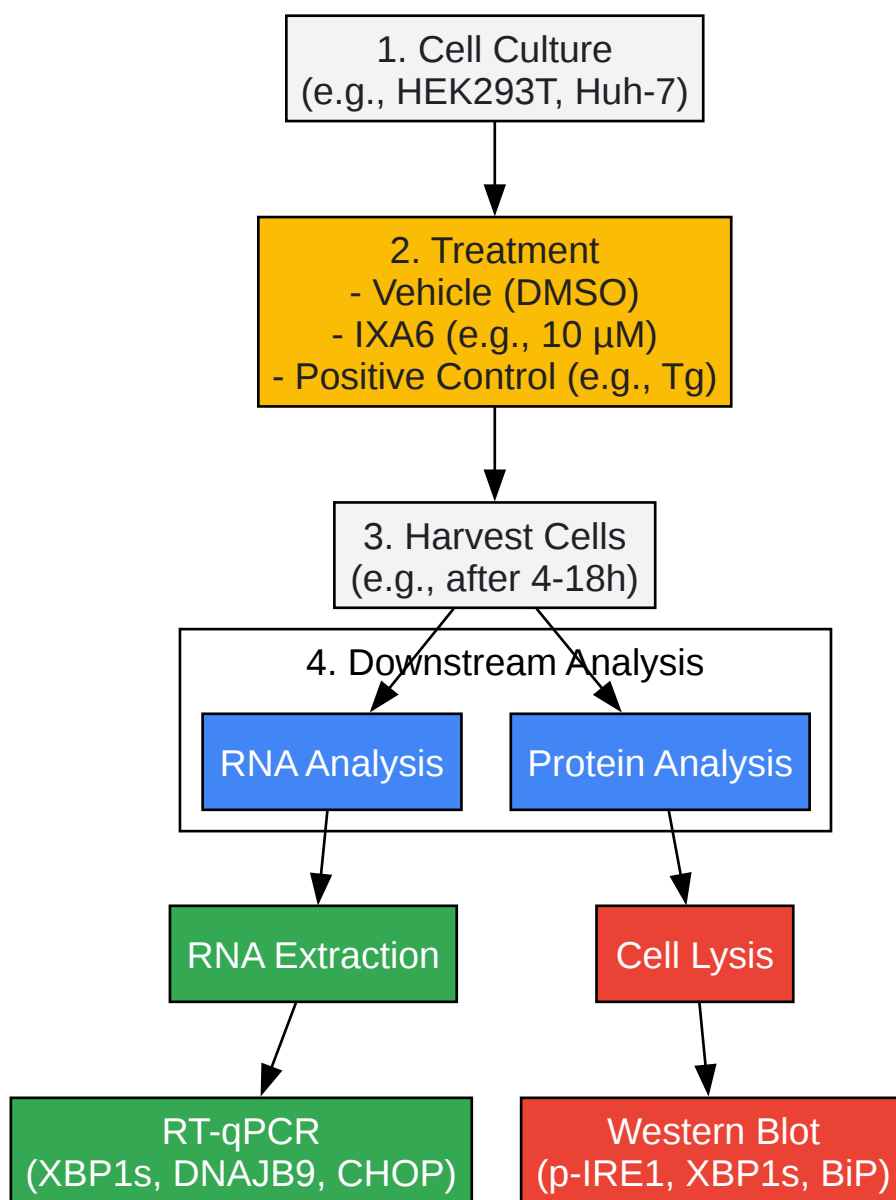 1. Cell Culture
(e.g., HEK293T, Huh-7)
2. Treatment
- Vehicle (DMSO)
- IXA6 (e.g., 10 µM)
- Positive Control (e.g., Tg)
3. Harvest Cells
(e.g., after 4-18h)
4. Downstream Analysis
RNA Analysis
Protein Analysis
RNA Extraction
Cell Lysis
RT-qPCR
(XBP1s, DNAJB9, CHOP)
Western Blot
(p-IRE1, XBP1s, BiP)